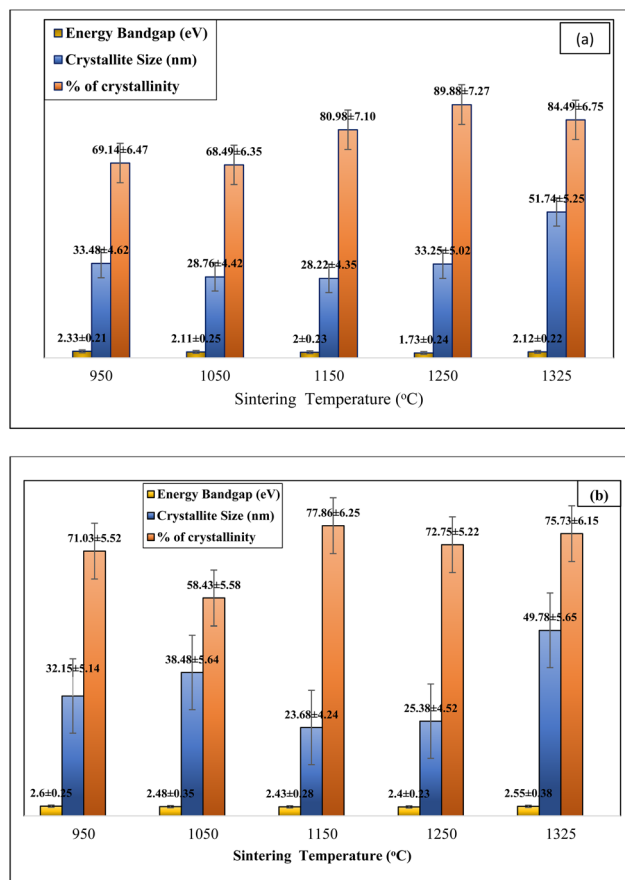 Energy Bandgap (eV)
Crystallite Size (nm)
% of crystallinity
(a)
69.14±6.47
68.49±6.35
80.98±7.10
89.88±7.27
84.49±6.75
33.48±4.62
28.76±4.42
28.22±4.35
33.25±5.02
51.74±5.25
2.33±0.21
2.11±0.25
2±0.23
1.73±0.24
2.12±0.22
950 1050 1150 1250 1325
Sintering Temperature (ºC)
Energy Bandgap (eV)
Crystallite Size (nm)
% of crystallinity
(b)
71.03±5.52
58.43±5.58
77.86±6.25
72.75±5.22
75.73±6.15
32.15±5.14
38.48±5.64
23.68±4.24
25.38±4.52
49.78±5.65
2.6±0.25
2.48±0.35
2.43±0.28
2.4±0.23
2.55±0.38
950 1050 1150 1250 1325
Sintering Temperature (ºC)